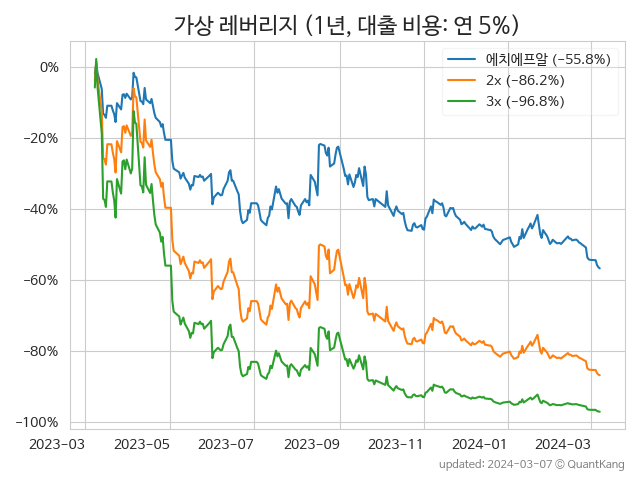 가상 레버리지 (1년, 대출 비용: 연 5%)
에치에프알 (−55.8%)
2x (−86.2%)
3x (−96.8%)
0%
−20%
−40%
−60%
−80%
−100%
2023-03 2023-05 2023-07 2023-09 2023-11 2024-01 2024-03
updated: 2024-03-07 © QuantKang